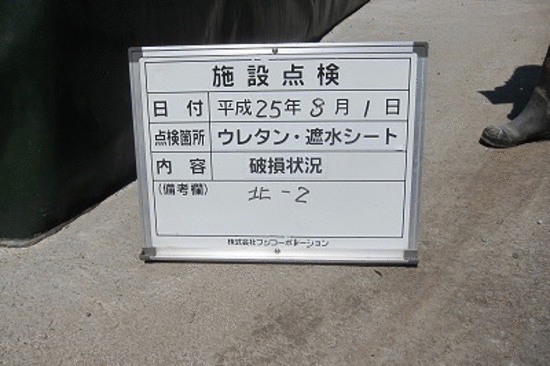 施設点検
日付 平成25年8月1日
点検箇所 ウレタン・遮水シート
内容 破損状況
(備考欄) 北-2
株式会社フジコーポレーション